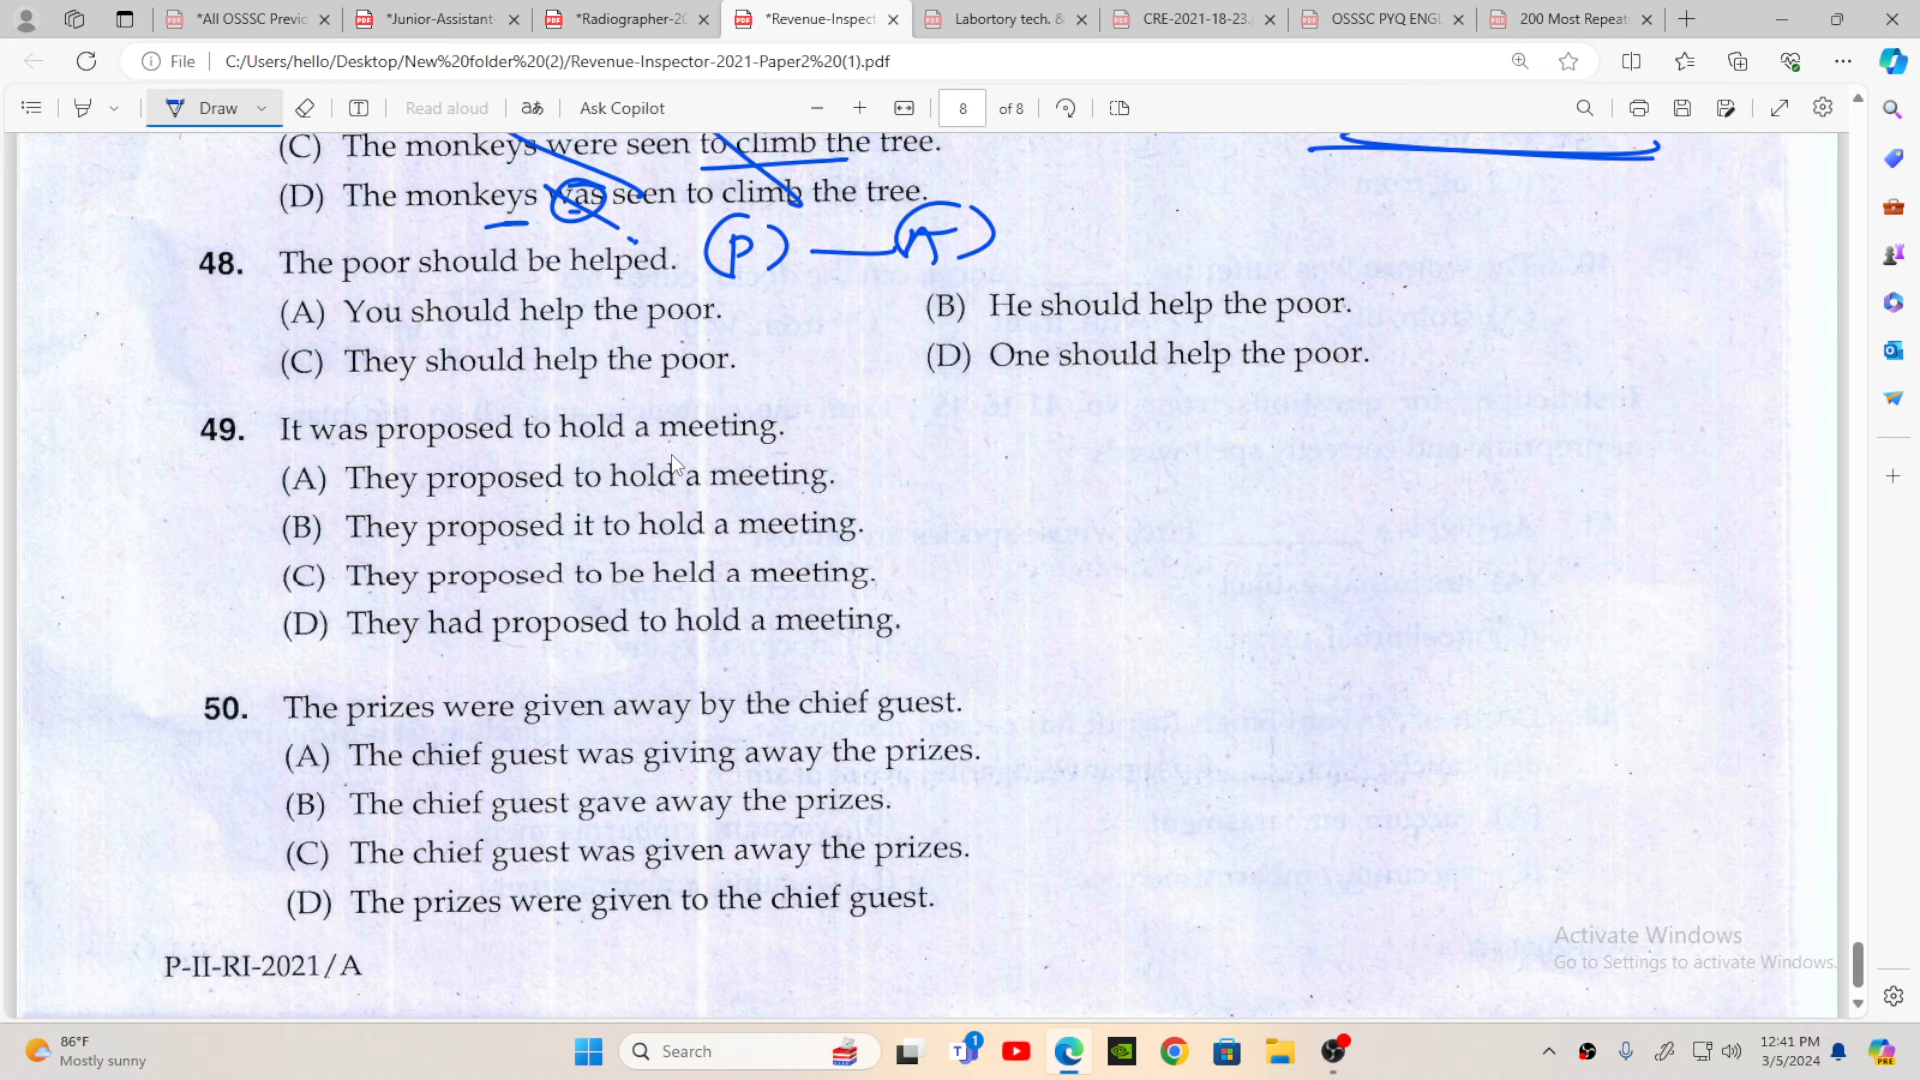 *All OSSSC Previc
*Junior-Assistant-
*Radiographer-20
*Revenue-Inspect
Labortory tech. &
CRE-2021-18-23.
OSSSC PYQ ENGL
200 Most Repeat
File
C:/Users/hello/Desktop/New%20folder%20(2)/Revenue-Inspector-2021-Paper2%20(1).pdf
Draw
Read aloud
Ask Copilot
8
of 8
(C) The monkeys were seen to climb the tree.
(D) The monkeys was seen to climb the tree.
(P)
48. The poor should be helped.
(A) You should help the poor.
(B) He should help the poor.
(C) They should help the poor.
(D) One should help the poor.
49. It was proposed to hold a meeting.
(A) They proposed to hold a meeting.
(B) They proposed it to hold a meeting.
(C) They proposed to be held a meeting.
(D) They had proposed to hold a meeting.
50. The prizes were given away by the chief guest.
(A) The chief guest was giving away the prizes.
(B) The chief guest gave away the prizes.
(C) The chief guest was given away the prizes.
(D) The prizes were given to the chief guest.
P-II-RI-2021/A
Activate Windows
Go to Settings to activate Windows.
86°F
Mostly sunny
Search
1
12:41 PM
3/5/2024
PRE